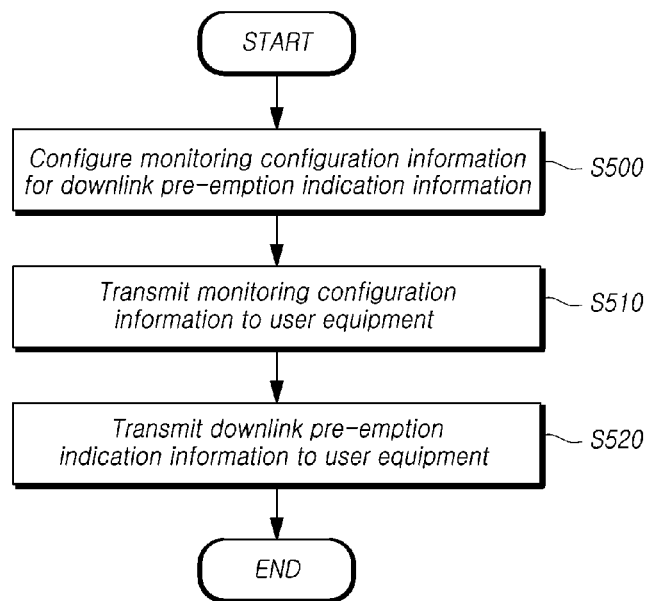 START
Configure monitoring configuration information
for downlink pre-emption indication information
S500
Transmit monitoring configuration
information to user equipment
S510
Transmit downlink pre-emption
indication information to user equipment
S520
END